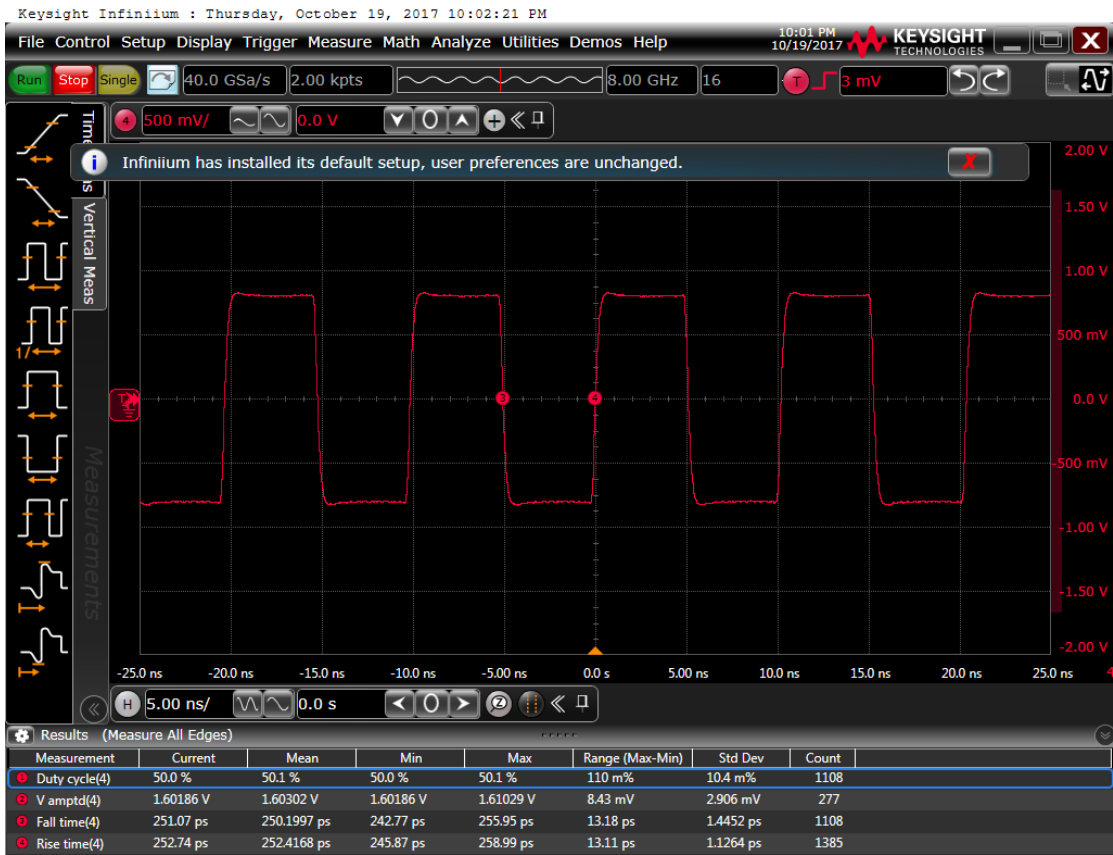 Keysight Infiniium : Thursday, October 19, 2017 10:02:21 PM
File Control Setup Display Trigger Measure Math Analyze Utilities Demos Help
10:01 PM
10/19/2017
KEYSIGHT
TECHNOLOGIES
X
Run Stop Single 40.0 GSa/s 2.00 kpts 8.00 GHz 16 T 3 mV
4 500 mV/ 0.0 V 0
i Infiniium has installed its default setup, user preferences are unchanged. X
Vertical Meas
1/
Measurements
2.00 V
1.50 V
1.00 V
500 mV
0.0 V
-500 mV
-1.00 V
-1.50 V
-2.00 V
T
3 4
-25.0 ns -20.0 ns -15.0 ns -10.0 ns -5.00 ns 0.0 s 5.00 ns 10.0 ns 15.0 ns 20.0 ns 25.0 ns 4
H 5.00 ns/ 0.0 s 0 Z
Results (Measure All Edges)
Measurement Current Mean Min Max Range (Max-Min) Std Dev Count
1 Duty cycle(4) 50.0 % 50.1 % 50.0 % 50.1 % 110 m% 10.4 m% 1108
2 V amptd(4) 1.60186 V 1.60302 V 1.60186 V 1.61029 V 8.43 mV 2.906 mV 277
3 Fall time(4) 251.07 ps 250.1997 ps 242.77 ps 255.95 ps 13.18 ps 1.4452 ps 1108
4 Rise time(4) 252.74 ps 252.4168 ps 245.87 ps 258.99 ps 13.11 ps 1.1264 ps 1385